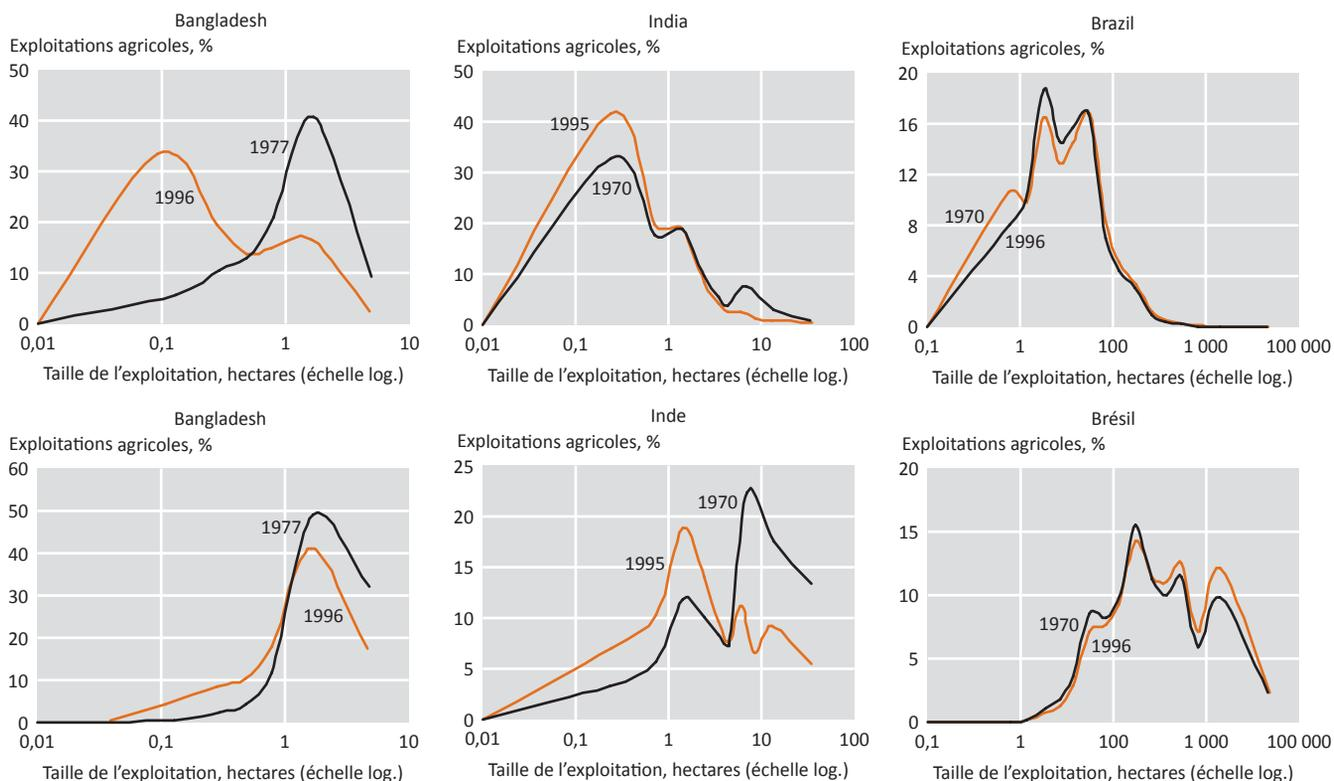 Bangladesh
Exploitations agricoles, %
50
40
30
20
10
0
1977
1996
0,01 0,1 1 10
Taille de l’exploitation, hectares (échelle log.)
India
Exploitations agricoles, %
50
40
30
20
10
0
1995
1970
0,01 0,1 1 10 100
Taille de l’exploitation, hectares (échelle log.)
Brazil
Exploitations agricoles, %
20
16
12
8
4
0
1970
1996
0,1 1 100 1 000 100 000
Taille de l’exploitation, hectares (échelle log.)
Bangladesh
Exploitations agricoles, %
60
50
40
30
20
10
0
1977
1996
0,01 0,1 1 10
Taille de l’exploitation, hectares (échelle log.)
Inde
Exploitations agricoles, %
25
20
15
10
5
0
1970
1995
0,01 0,1 1 10 100
Taille de l’exploitation, hectares (échelle log.)
Brésil
Exploitations agricoles, %
20
15
10
5
0
1970
1996
0,1 1 100 1 000 100 000
Taille de l’exploitation, hectares (échelle log.)